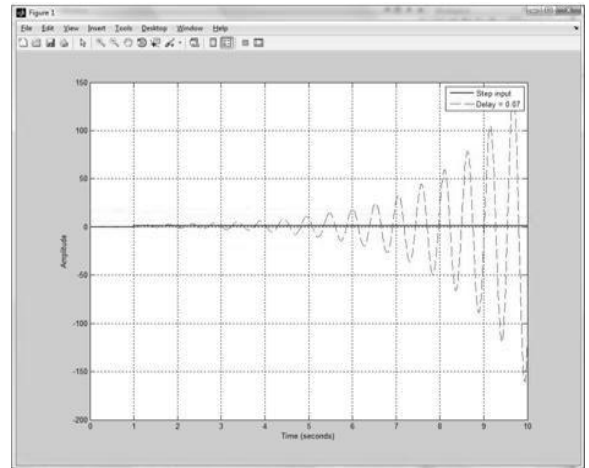 Figure 1
File Edit View Insert Tools Desktop Window Help
150
100
50
0
-50
-100
-150
-200
Amplitude
Step input
Delay = 0.07
0 1 2 3 4 5 6 7 8 9 10
Time (seconds)